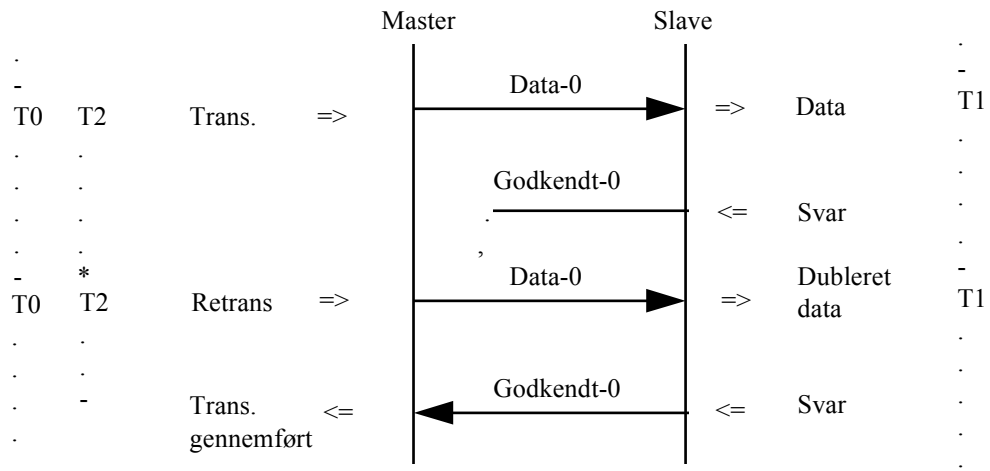 Master Slave
.
.
-
-
Data-0
T0 T2 Trans. => => Data T1
. . .
Godkendt-0
. . .
. . . <= Svar .
. . , .
- * Data-0 Dubleret -
T0 T2 Retrans => => data T1
. . .
. . Godkendt-0 .
. - Trans. <= <= Svar .
. gennemført .
.